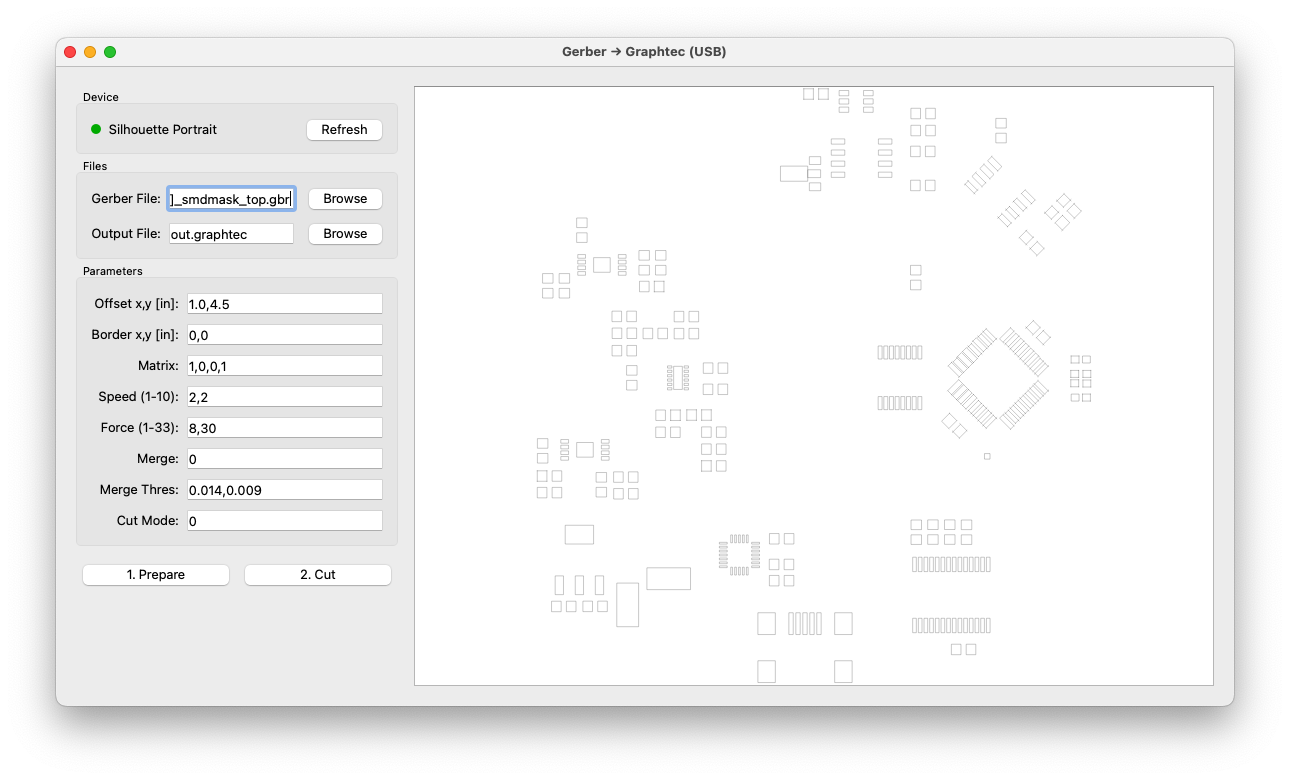 Gerber → Graphtec (USB)
Device
Silhouette Portrait Refresh
Files
Gerber File: ]_smdmask_top.gbr Browse
Output File: out.graphtec Browse
Parameters
Offset x,y [in]: 1.0,4.5
Border x,y [in]: 0,0
Matrix: 1,0,0,1
Speed (1-10): 2,2
Force (1-33): 8,30
Merge: 0
Merge Thres: 0.014,0.009
Cut Mode: 0
1. Prepare 2. Cut